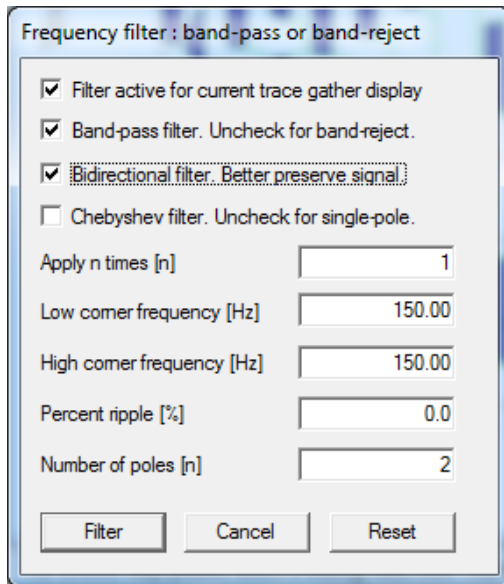 Frequency filter : band-pass or band-reject
Filter active for current trace gather display
Band-pass filter. Uncheck for band-reject.
Bidirectional filter. Better preserve signal.
Chebyshev filter. Uncheck for single-pole.
Apply n times [n] 1
Low corner frequency [Hz] 150.00
High corner frequency [Hz] 150.00
Percent ripple [%] 0.0
Number of poles [n] 2
Filter Cancel Reset